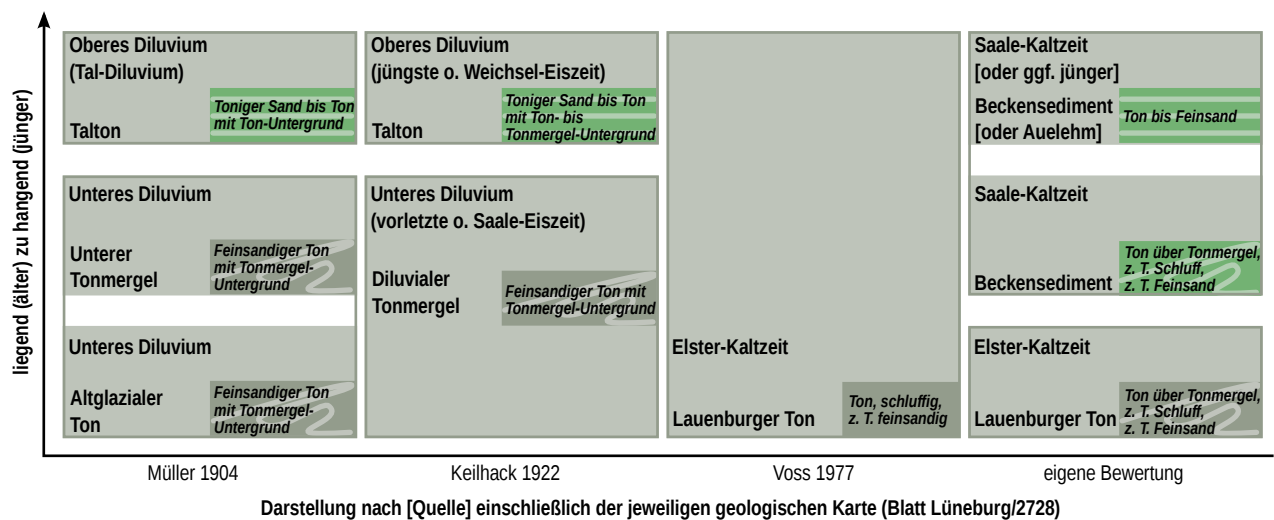 liegend (älter) zu hangend (jünger)
Oberes Diluvium
(Tal-Diluvium)
Talton
Toniger Sand bis Ton
mit Ton-Untergrund
Unteres Diluvium
Unterer
Tonmergel
Feinsandiger Ton
mit Tonmergel-
Untergrund
Unteres Diluvium
Altglazialer
Ton
Feinsandiger Ton
mit Tonmergel-
Untergrund
Oberes Diluvium
(jüngste o. Weichsel-Eiszeit)
Talton
Toniger Sand bis Ton
mit Ton- bis
Tonmergel-Untergrund
Unteres Diluvium
(vorletzte o. Saale-Eiszeit)
Diluvialer
Tonmergel
Feinsandiger Ton mit
Tonmergel-Untergrund
Elster-Kaltzeit
Lauenburger Ton
Ton, schluffig,
z. T. feinsandig
Saale-Kaltzeit
[oder ggf. jünger]
Beckensediment
[oder Auelehm]
Ton bis Feinsand
Saale-Kaltzeit
Beckensediment
Ton über Tonmergel,
z. T. Schluff,
z. T. Feinsand
Elster-Kaltzeit
Lauenburger Ton
Ton über Tonmergel,
z. T. Schluff,
z. T. Feinsand
Müller 1904
Keilhack 1922
Voss 1977
eigene Bewertung
Darstellung nach [Quelle] einschließlich der jeweiligen geologischen Karte (Blatt Lüneburg/2728)